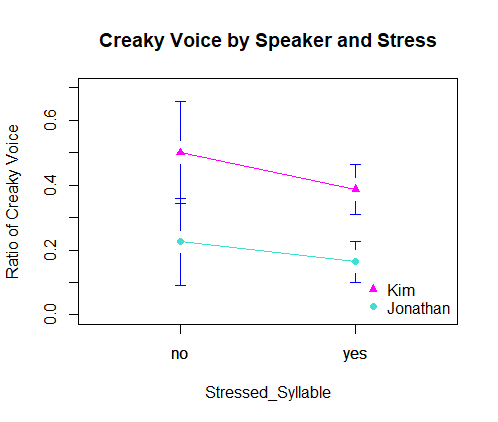 Creaky Voice by Speaker and Stress
Ratio of Creaky Voice
0.6
0.4
0.2
0.0
Kim
Jonathan
no
yes
Stressed_Syllable